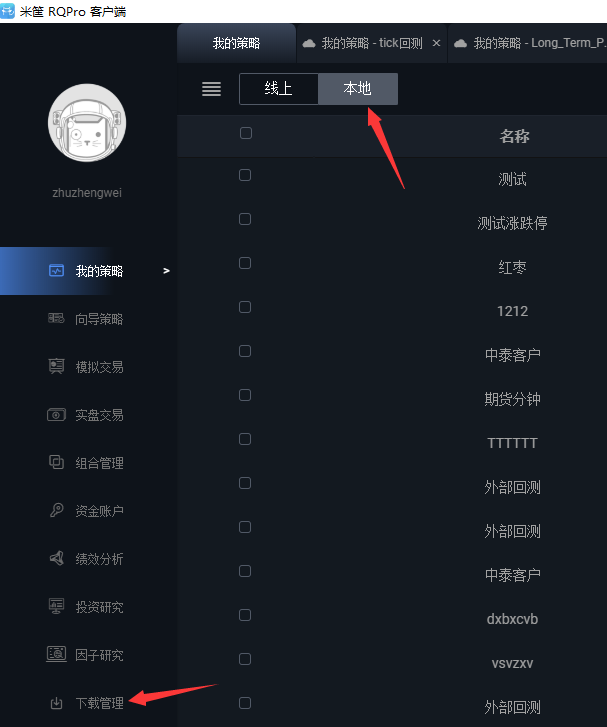 米筐 RQPro 客户端
我的策略
我的策略 - tick回测 ×
我的策略 - Long_Term_P.
线上
本地
zhuzhengwei
我的策略 >
向导策略
模拟交易
实盘交易
组合管理
资金账户
绩效分析
投资研究
因子研究
下载管理
名称
测试
测试涨跌停
红枣
1212
中泰客户
期货分钟
TTTTTT
外部回测
外部回测
中泰客户
dxbxcvb
vsvzxv
外部回测